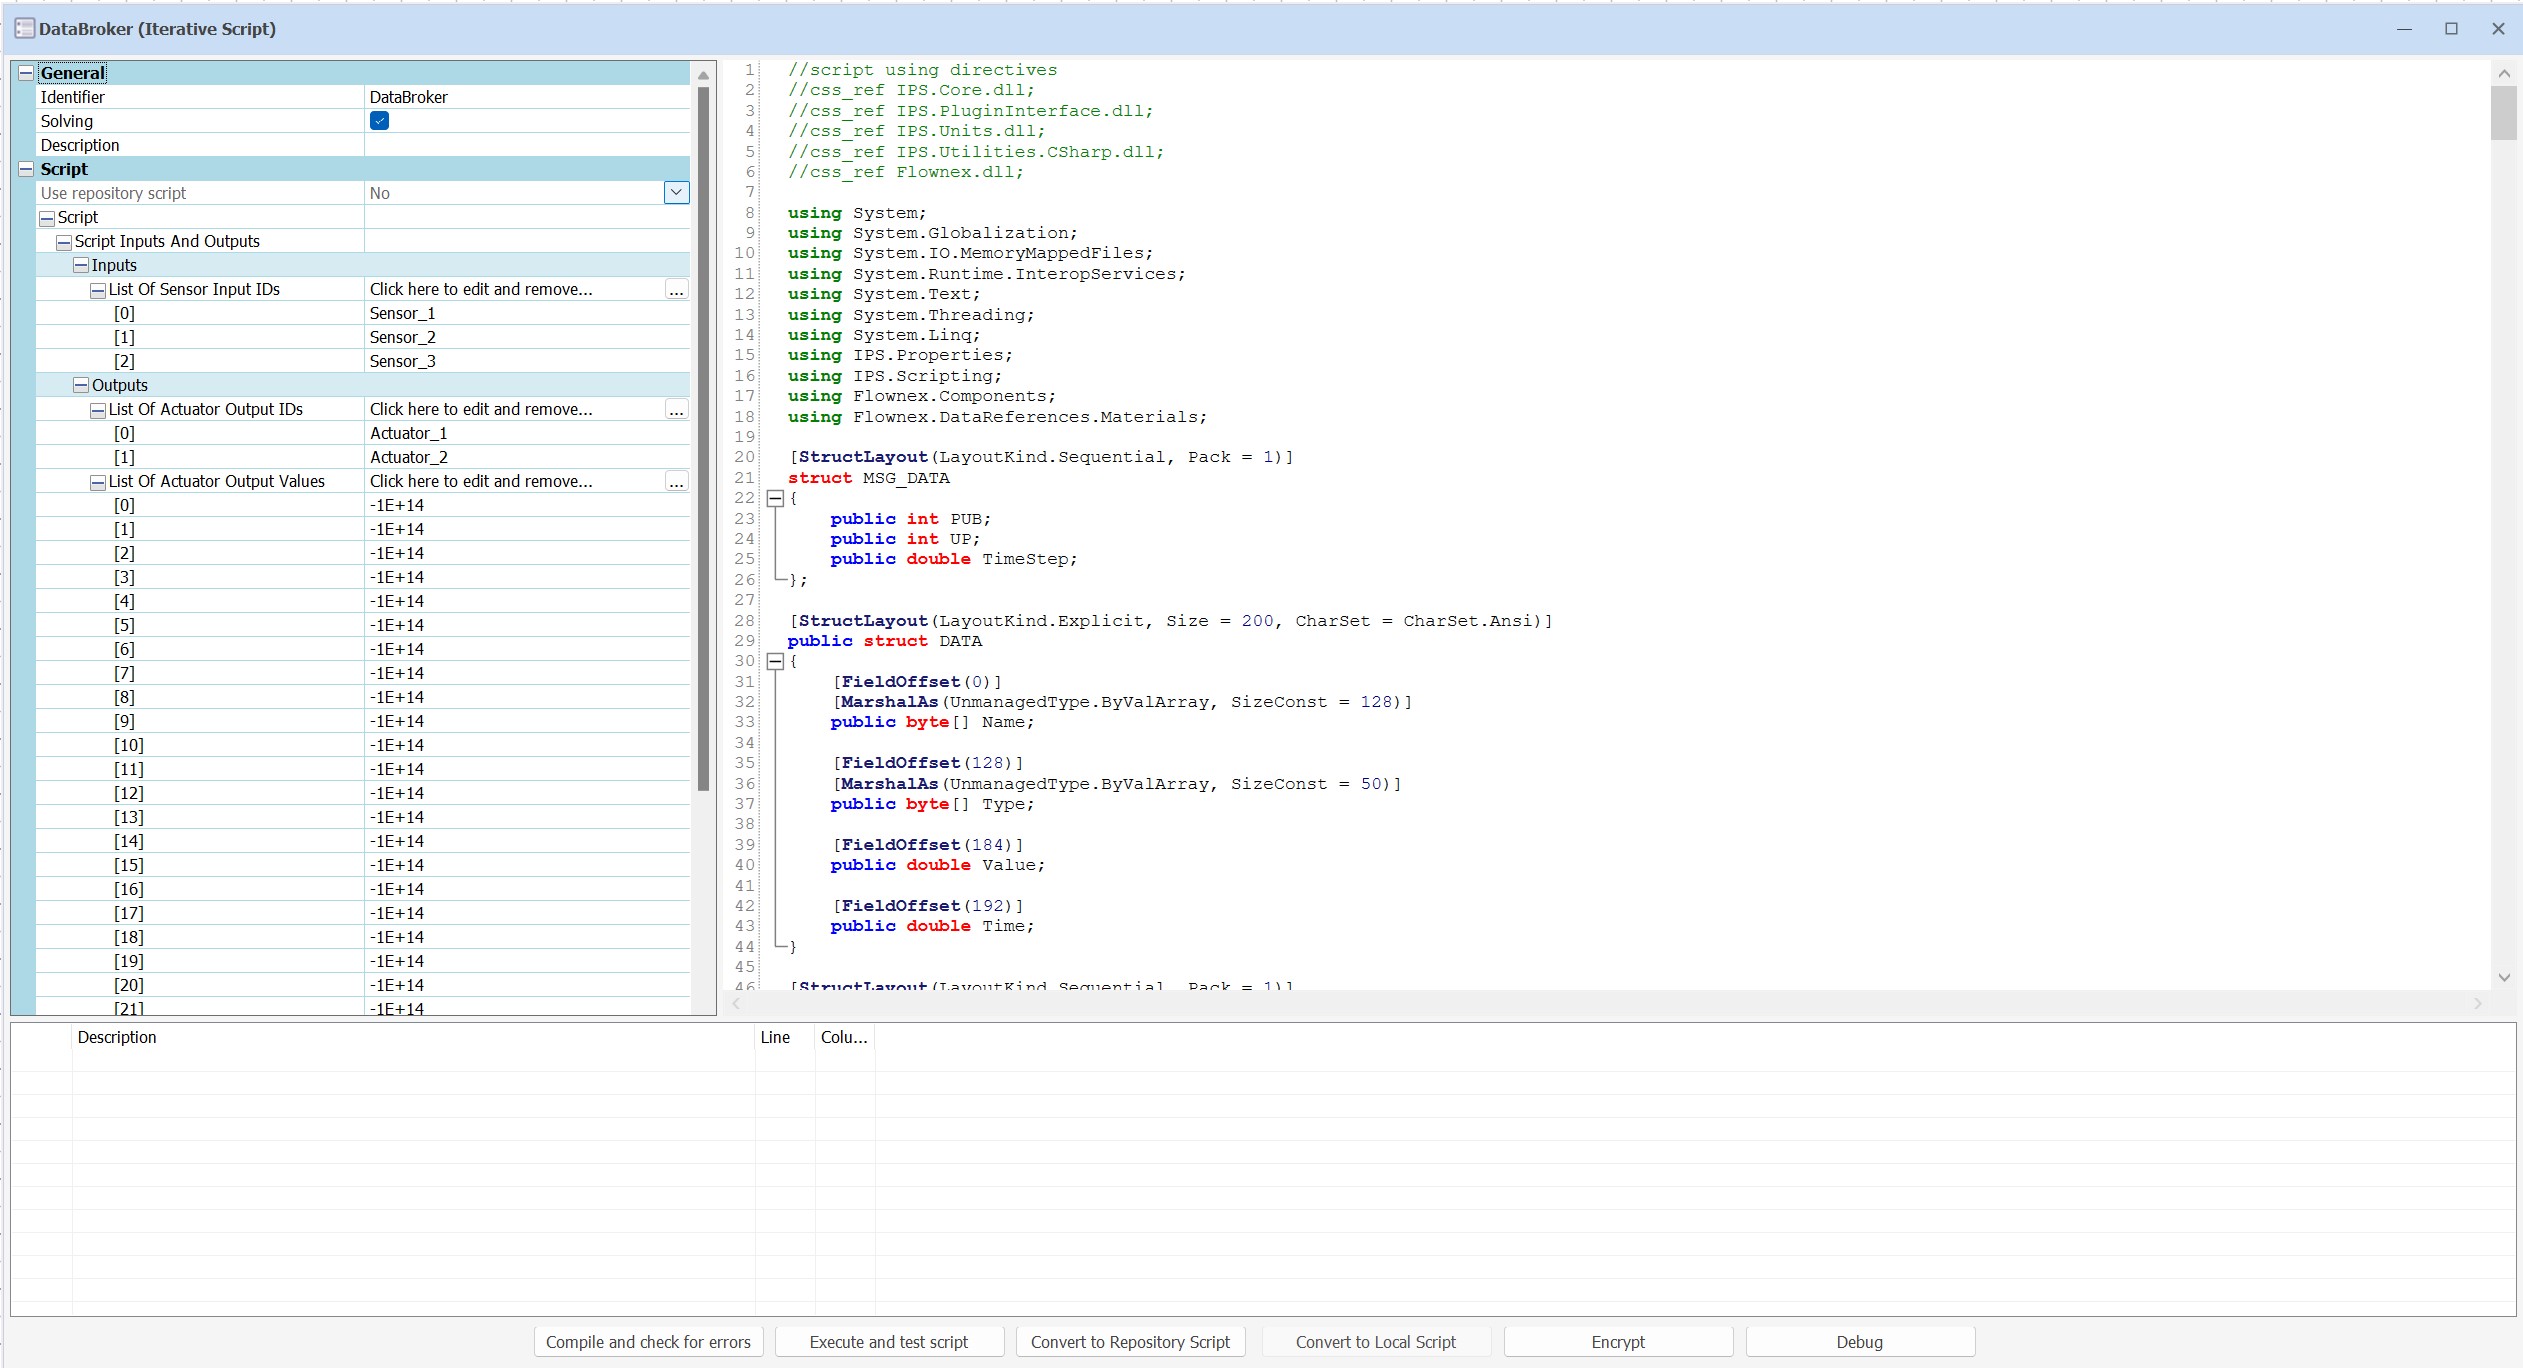 DataBroker (Iterative Script)
General
Identifier DataBroker
Solving
Description
Script
Use repository script No
Script
Script Inputs And Outputs
Inputs
List Of Sensor Input IDs Click here to edit and remove... ...
[0] Sensor_1
[1] Sensor_2
[2] Sensor_3
Outputs
List Of Actuator Output IDs Click here to edit and remove... ...
[0] Actuator_1
[1] Actuator_2
List Of Actuator Output Values Click here to edit and remove... ...
[0] -1E+14
[1] -1E+14
[2] -1E+14
[3] -1E+14
[4] -1E+14
[5] -1E+14
[6] -1E+14
[7] -1E+14
[8] -1E+14
[9] -1E+14
[10] -1E+14
[11] -1E+14
[12] -1E+14
[13] -1E+14
[14] -1E+14
[15] -1E+14
[16] -1E+14
[17] -1E+14
[18] -1E+14
[19] -1E+14
[20] -1E+14
[21] -1E+14
1 //script using directives
2 //css_ref IPS.Core.dll;
3 //css_ref IPS.PluginInterface.dll;
4 //css_ref IPS.Units.dll;
5 //css_ref IPS.Utilities.CSharp.dll;
6 //css_ref Flownex.dll;
7
8 using System;
9 using System.Globalization;
10 using System.IO.MemoryMappedFiles;
11 using System.Runtime.InteropServices;
12 using System.Text;
13 using System.Threading;
14 using System.Linq;
15 using IPS.Properties;
16 using IPS.Scripting;
17 using Flownex.Components;
18 using Flownex.DataReferences.Materials;
19
20 [StructLayout(LayoutKind.Sequential, Pack = 1)]
21 struct MSG_DATA
22 {
23 public int PUB;
24 public int UP;
25 public double TimeStep;
26 };
27
28 [StructLayout(LayoutKind.Explicit, Size = 200, CharSet = CharSet.Ansi)]
29 public struct DATA
30 {
31 [FieldOffset(0)]
32 [MarshalAs(UnmanagedType.ByValArray, SizeConst = 128)]
33 public byte[] Name;
34
35 [FieldOffset(128)]
36 [MarshalAs(UnmanagedType.ByValArray, SizeConst = 50)]
37 public byte[] Type;
38
39 [FieldOffset(184)]
40 public double Value;
41
42 [FieldOffset(192)]
43 public double Time;
44 }
45
46 [StructLayout(LayoutKind.Sequential, Pack = 1)]
Description Line Colu...
Compile and check for errors Execute and test script Convert to Repository Script Convert to Local Script Encrypt Debug